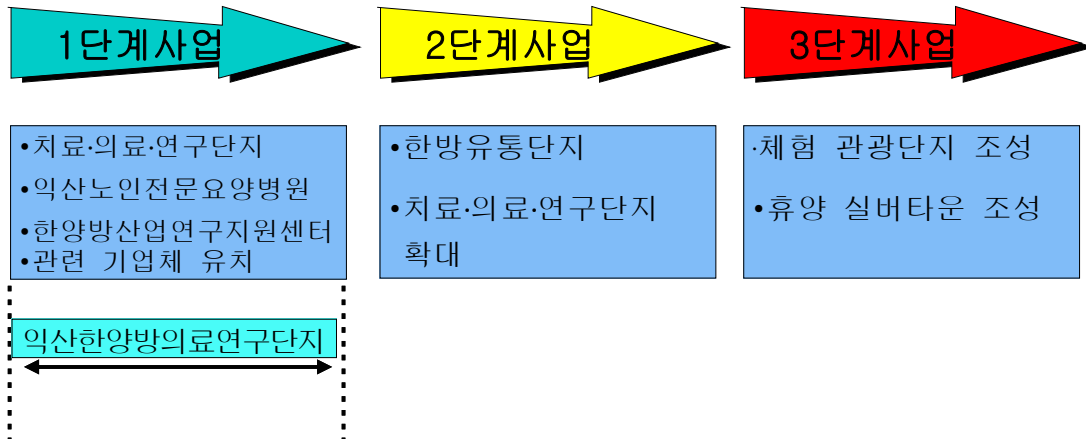 1단계사업
2단계사업
3단계사업
•치료·의료·연구단지
•익산노인전문요양병원
•한양방산업연구지원센터
•관련 기업체 유치
•한방유통단지
•치료·의료·연구단지
확대
·체험 관광단지 조성
•휴양 실버타운 조성
익산한양방의료연구단지